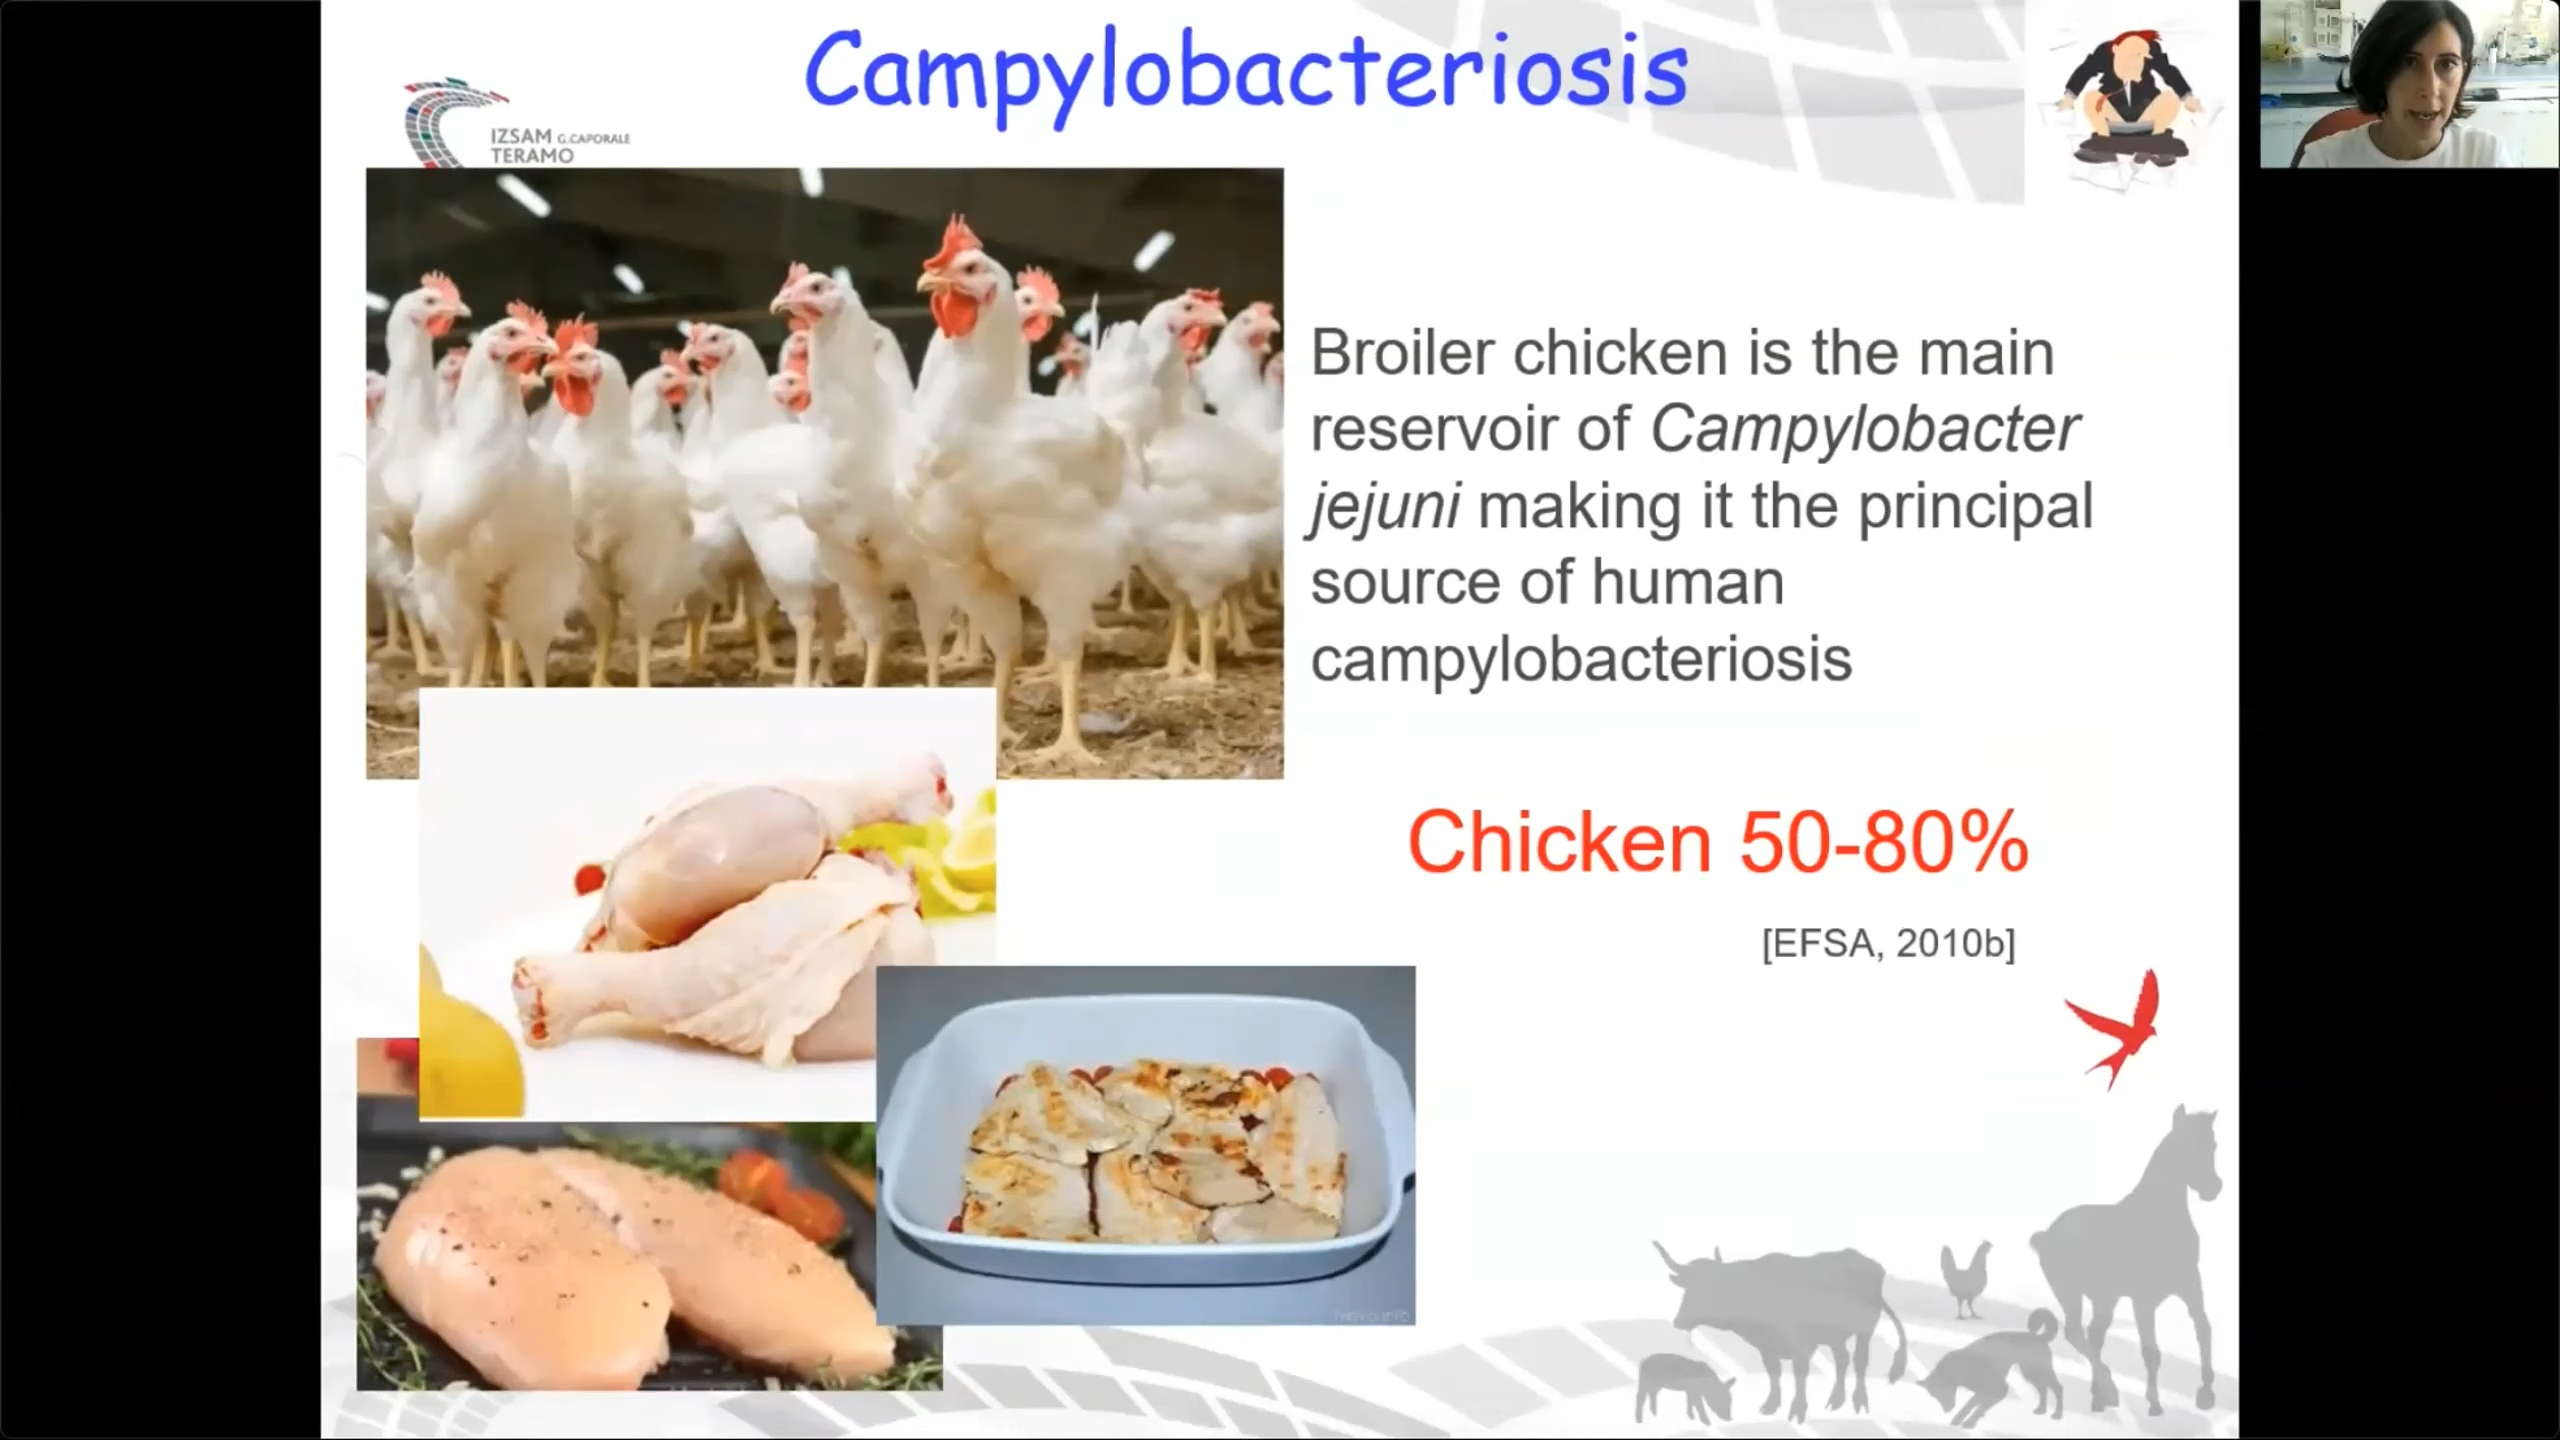 Campylobacteriosis
IZSAM G.CAPORALE
TERAMO
Broiler chicken is the main
reservoir of Campylobacter
jejuni making it the principal
source of human
campylobacteriosis
Chicken 50-80%
[EFSA, 2010b]